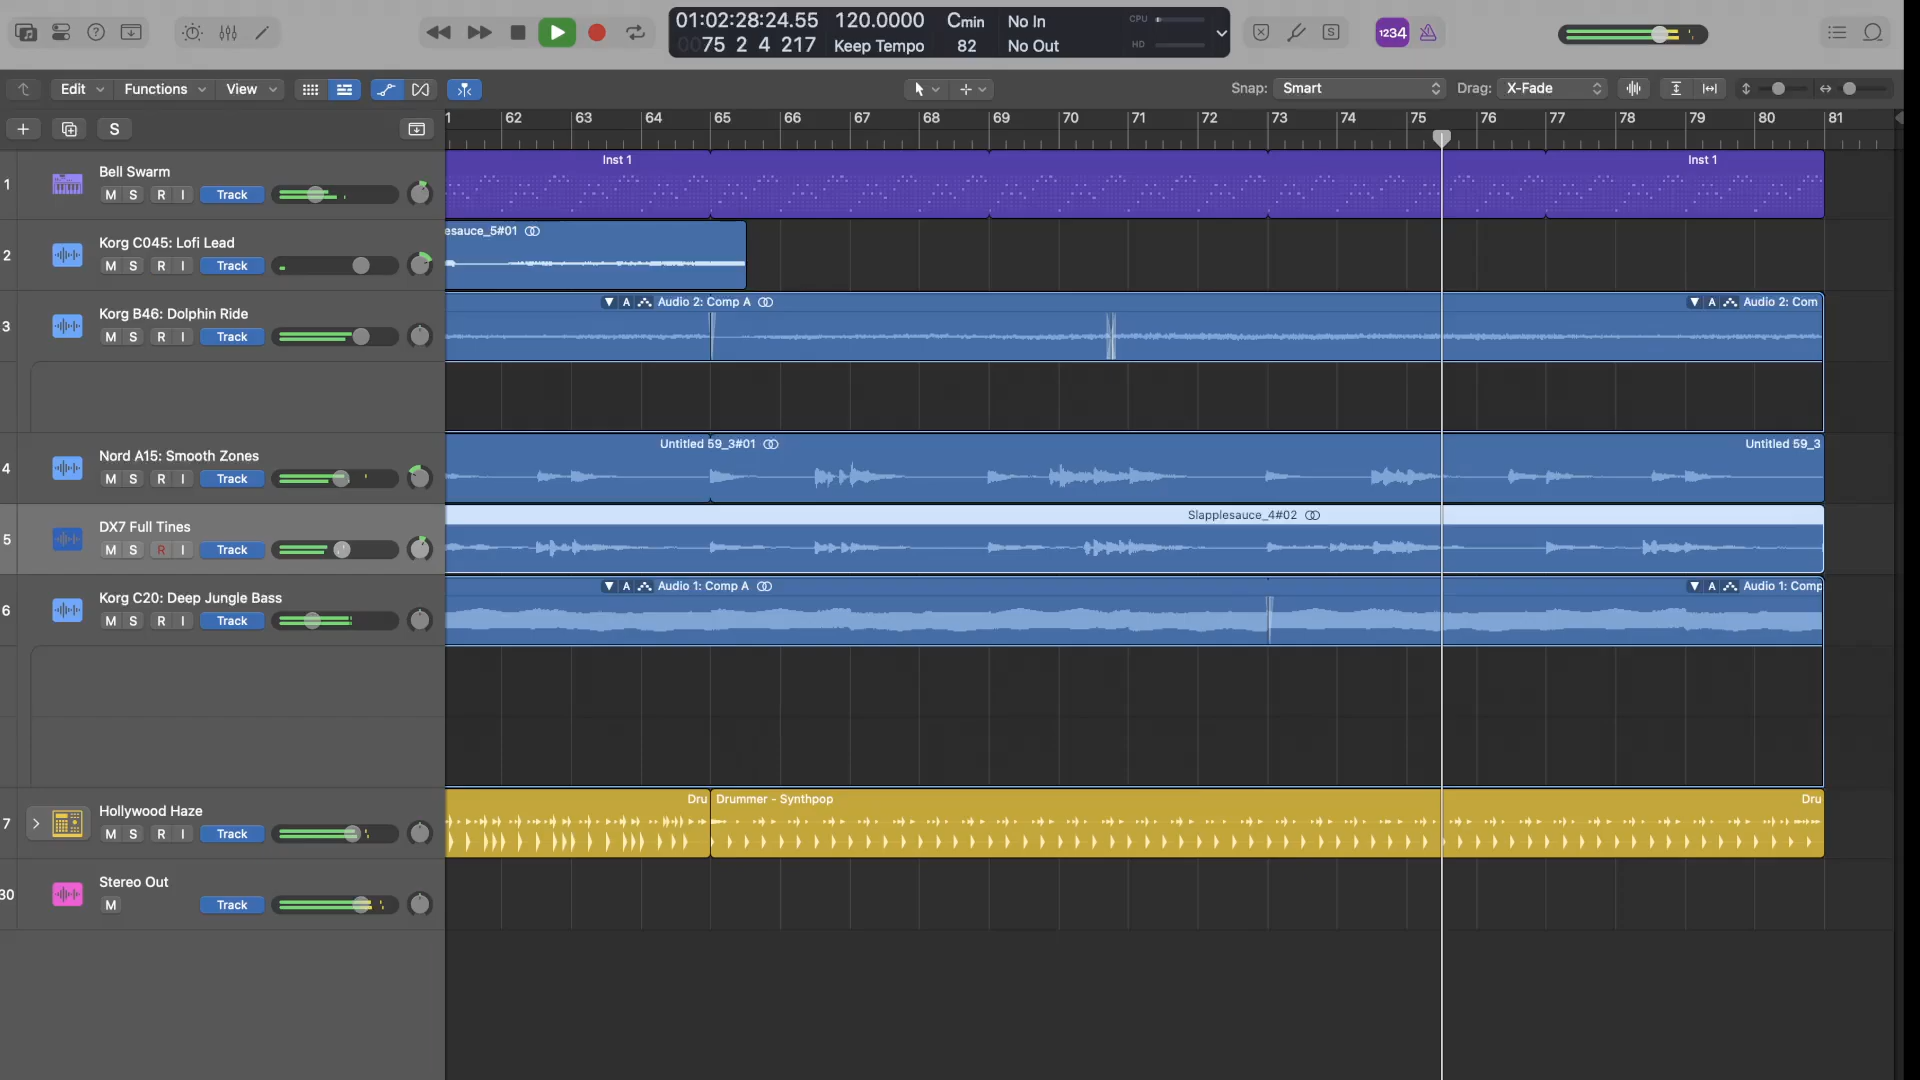 01:02:28:24.55 120.0000 Cmin No In CPU
0075 2 4 217 Keep Tempo 82 No Out HD
S 1234
Edit Functions View Snap: Smart Drag: X-Fade
S
1 62 63 64 65 66 67 68 69 70 71 72 73 74 75 76 77 78 79 80 81
1 Bell Swarm
M S R I Track
Inst 1 Inst 1
2 Korg C045: Lofi Lead
M S R I Track
esauce_5#01
3 Korg B46: Dolphin Ride
M S R I Track
A Audio 2: Comp A A Audio 2: Com
4 Nord A15: Smooth Zones
M S R I Track
Untitled 59_3#01 Untitled 59_3
5 DX7 Full Tines
M S R I Track
Slapplesauce_4#02
6 Korg C20: Deep Jungle Bass
M S R I Track
A Audio 1: Comp A A Audio 1: Comp
7 Hollywood Haze
M S R I Track
Dru Drummer - Synthpop Dru
30 Stereo Out
M Track